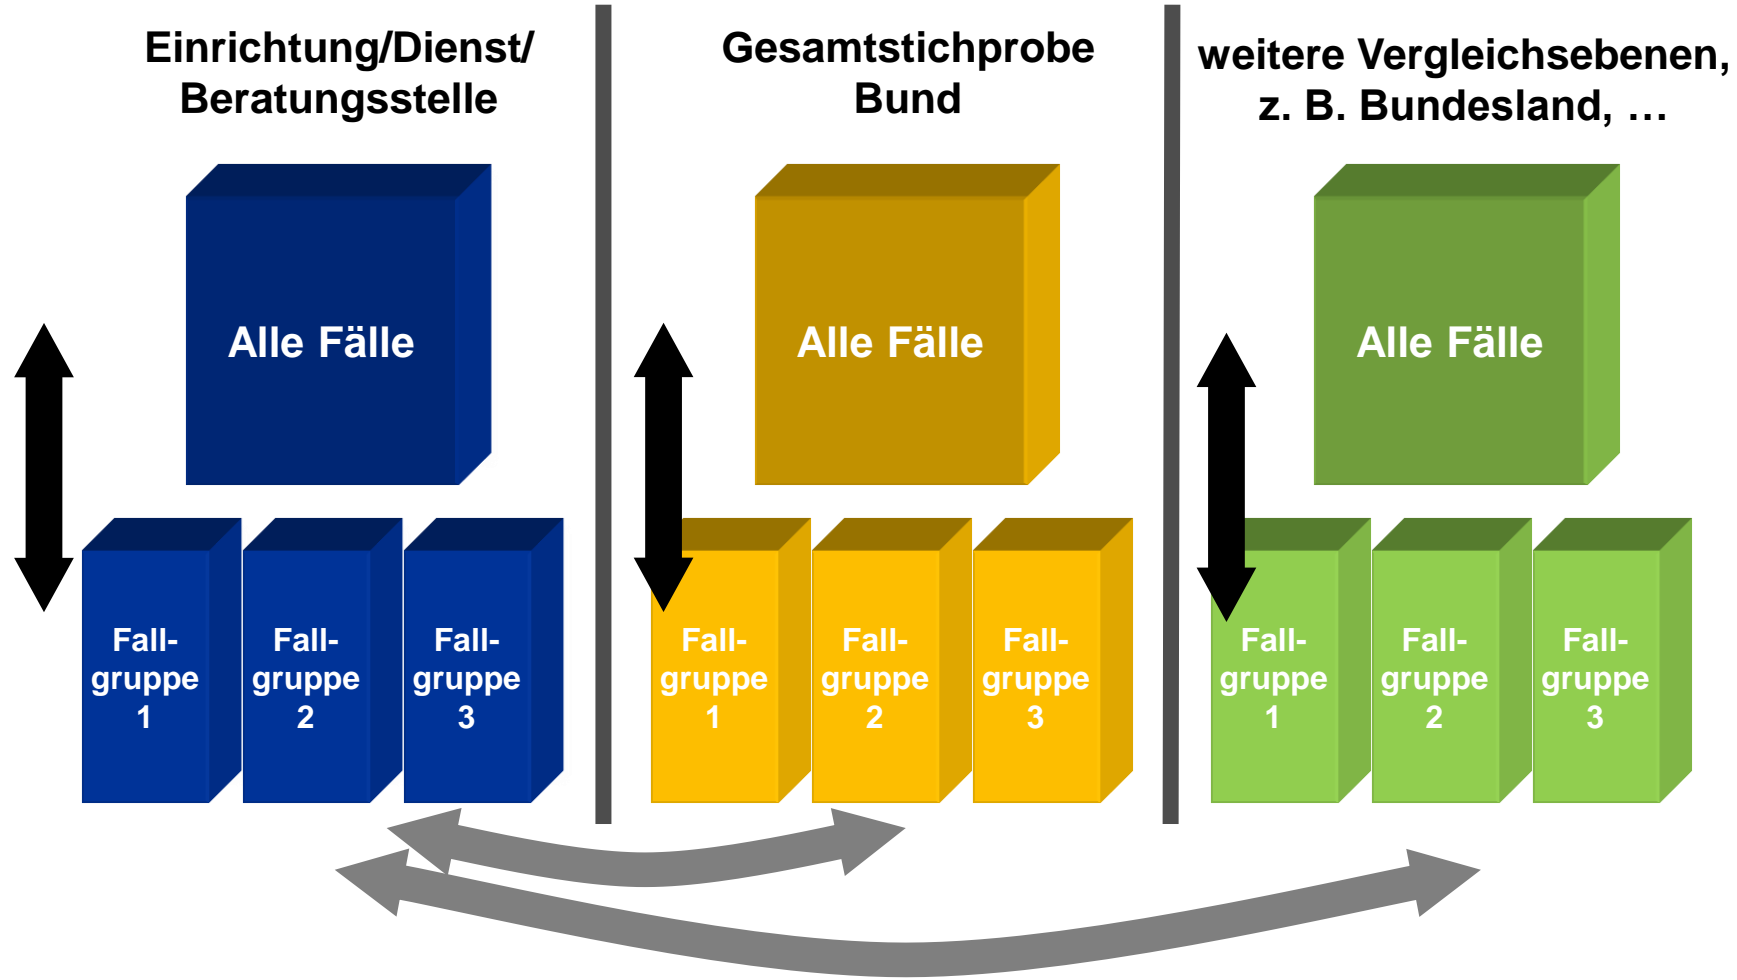 Einrichtung/Dienst/
Beratungsstelle
Gesamtstichprobe
Bund
weitere Vergleichsebenen,
z. B. Bundesland, …
Alle Fälle
Alle Fälle
Alle Fälle
Fall-
gruppe
1
Fall-
gruppe
2
Fall-
gruppe
3
Fall-
gruppe
1
Fall-
gruppe
2
Fall-
gruppe
3
Fall-
gruppe
1
Fall-
gruppe
2
Fall-
gruppe
3